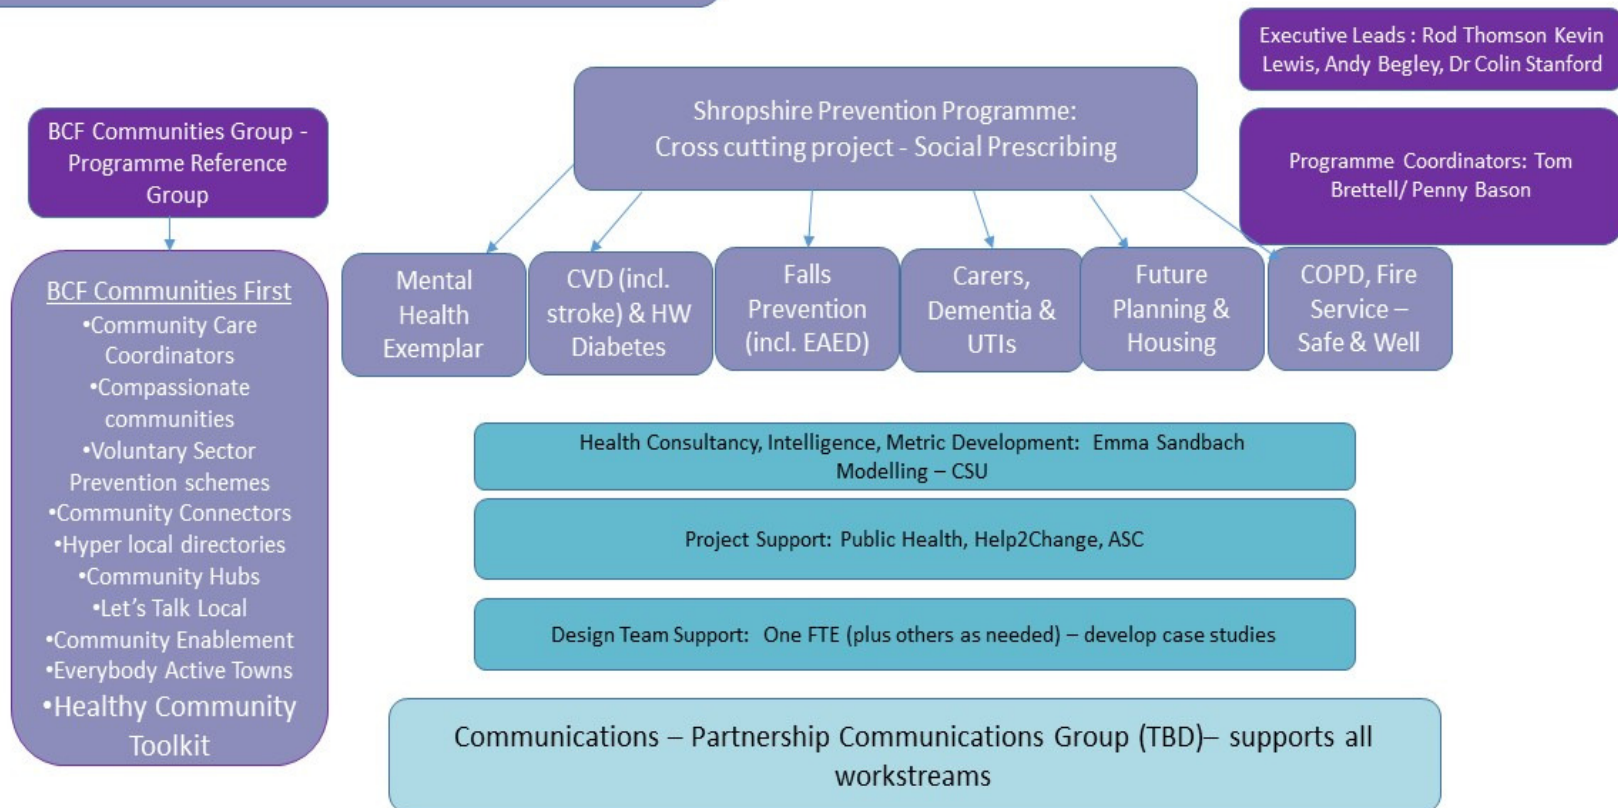 Executive Leads : Rod Thomson Kevin
Lewis, Andy Begley, Dr Colin Stanford
Shropshire Prevention Programme:
Cross cutting project - Social Prescribing
BCF Communities Group -
Programme Reference
Group
Programme Coordinators: Tom
Brettell/ Penny Bason
BCF Communities First
•Community Care
Coordinators
•Compassionate
communities
•Voluntary Sector
Prevention schemes
•Community Connectors
•Hyper local directories
•Community Hubs
•Let’s Talk Local
•Community Enablement
•Everybody Active Towns
•Healthy Community
Toolkit
Mental
Health
Exemplar
CVD (incl.
stroke) & HW
Diabetes
Falls
Prevention
(incl. EAED)
Carers,
Dementia &
UTIs
Future
Planning &
Housing
COPD, Fire
Service –
Safe & Well
Health Consultancy, Intelligence, Metric Development: Emma Sandbach
Modelling – CSU
Project Support: Public Health, Help2Change, ASC
Design Team Support: One FTE (plus others as needed) – develop case studies
Communications – Partnership Communications Group (TBD)– supports all
workstreams